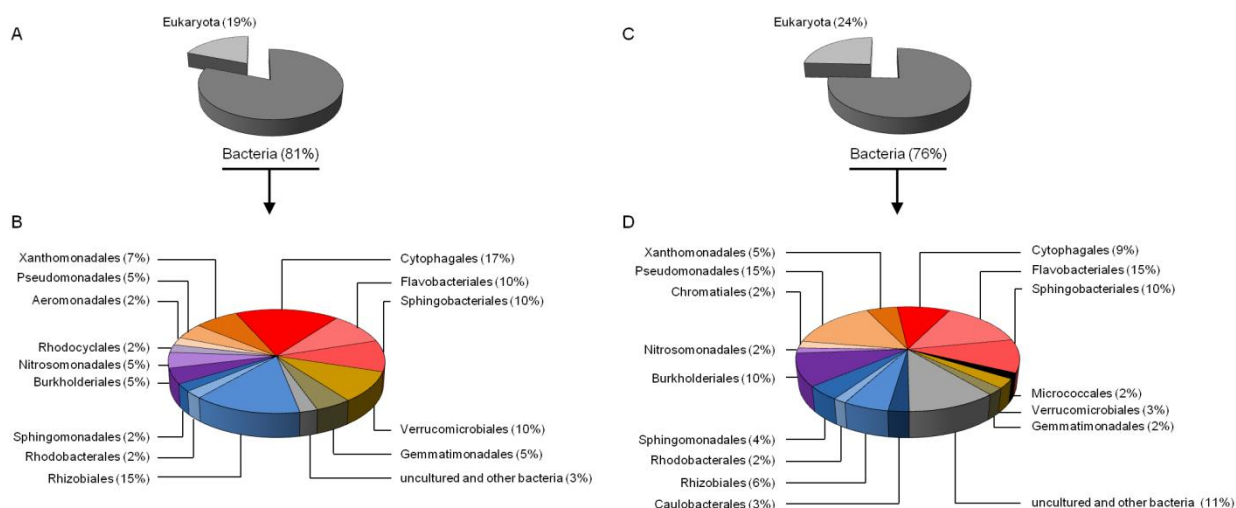 A
Eukaryota (19%)
Bacteria (81%)
B
Xanthomonadales (7%)
Pseudomonadales (5%)
Aeromonadales (2%)
Rhodocyclales (2%)
Nitrosomonadales (5%)
Burkholderiales (5%)
Sphingomonadales (2%)
Rhodobacterales (2%)
Rhizobiales (15%)
Cytophagales (17%)
Flavobacteriales (10%)
Sphingobacteriales (10%)
Verrucomicrobiales (10%)
Gemmatimonadales (5%)
uncultured and other bacteria (3%)
C
Eukaryota (24%)
Bacteria (76%)
D
Xanthomonadales (5%)
Pseudomonadales (15%)
Chromatiales (2%)
Nitrosomonadales (2%)
Burkholderiales (10%)
Sphingomonadales (4%)
Rhodobacterales (2%)
Rhizobiales (6%)
Caulobacterales (3%)
Cytophagales (9%)
Flavobacteriales (15%)
Sphingobacteriales (10%)
Micrococcales (2%)
Verrucomicrobiales (3%)
Gemmatimonadales (2%)
uncultured and other bacteria (11%)